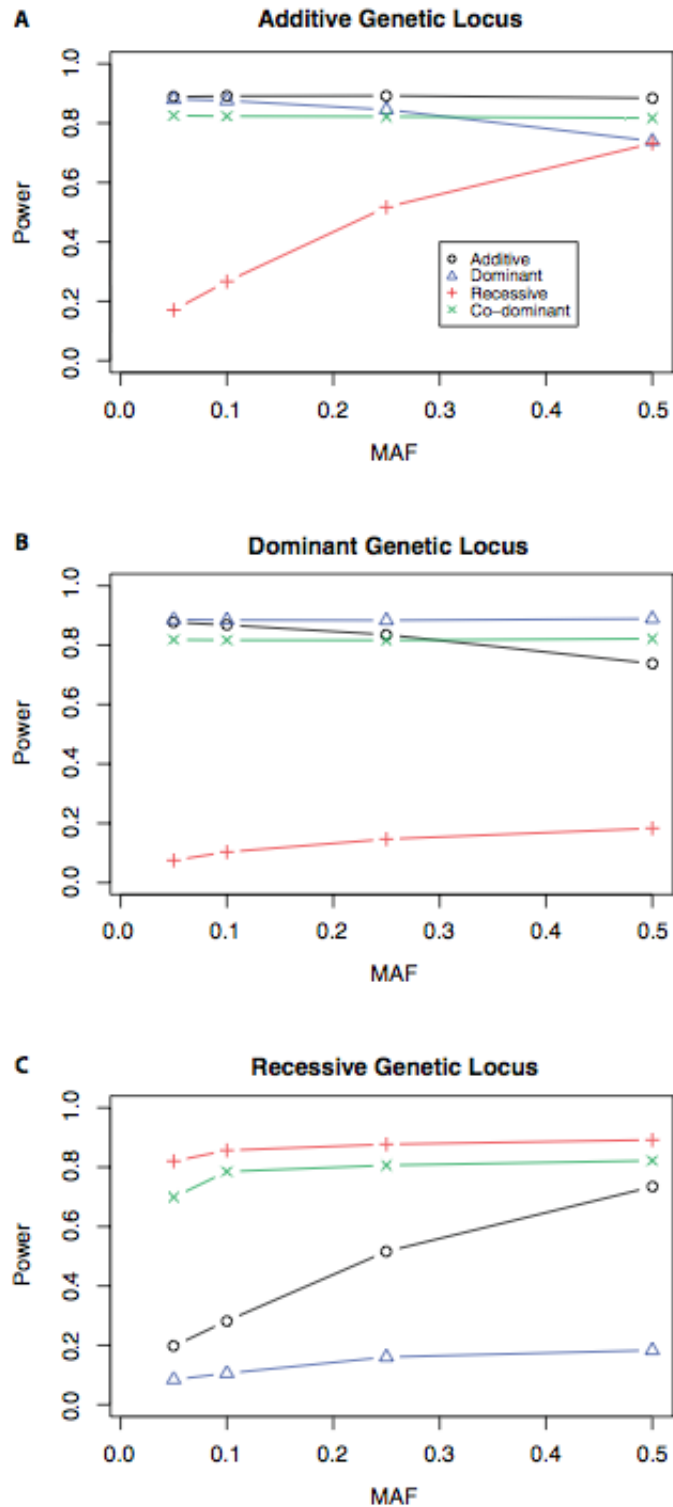 A
Additive Genetic Locus
1.0
0.8
0.6
0.4
0.2
0.0
Power
Additive
Dominant
Recessive
Co-dominant
0.0 0.1 0.2 0.3 0.4 0.5
MAF
B
Dominant Genetic Locus
1.0
0.8
0.6
0.4
0.2
0.0
Power
0.0 0.1 0.2 0.3 0.4 0.5
MAF
C
Recessive Genetic Locus
1.0
0.8
0.6
0.4
0.2
0.0
Power
0.0 0.1 0.2 0.3 0.4 0.5
MAF